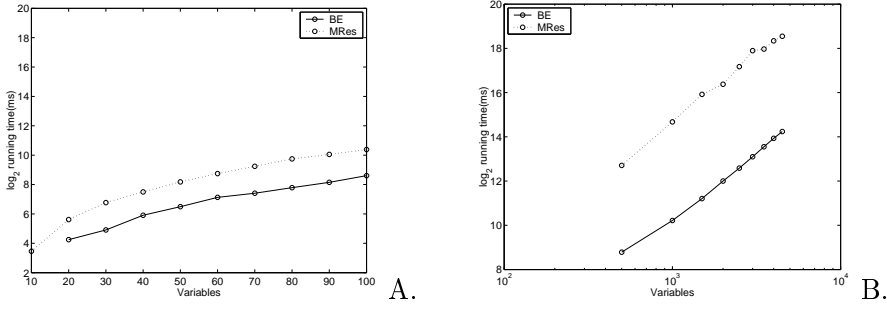 20
18
16
14
12
10
8
6
4
2
log2 running time(ms)
10 20 30 40 50 60 70 80 90 100
Variables
BE
MRes
A.
20
18
16
14
12
10
8
log2 running time(ms)
10^2 10^3 10^4
Variables
BE
MRes
B.